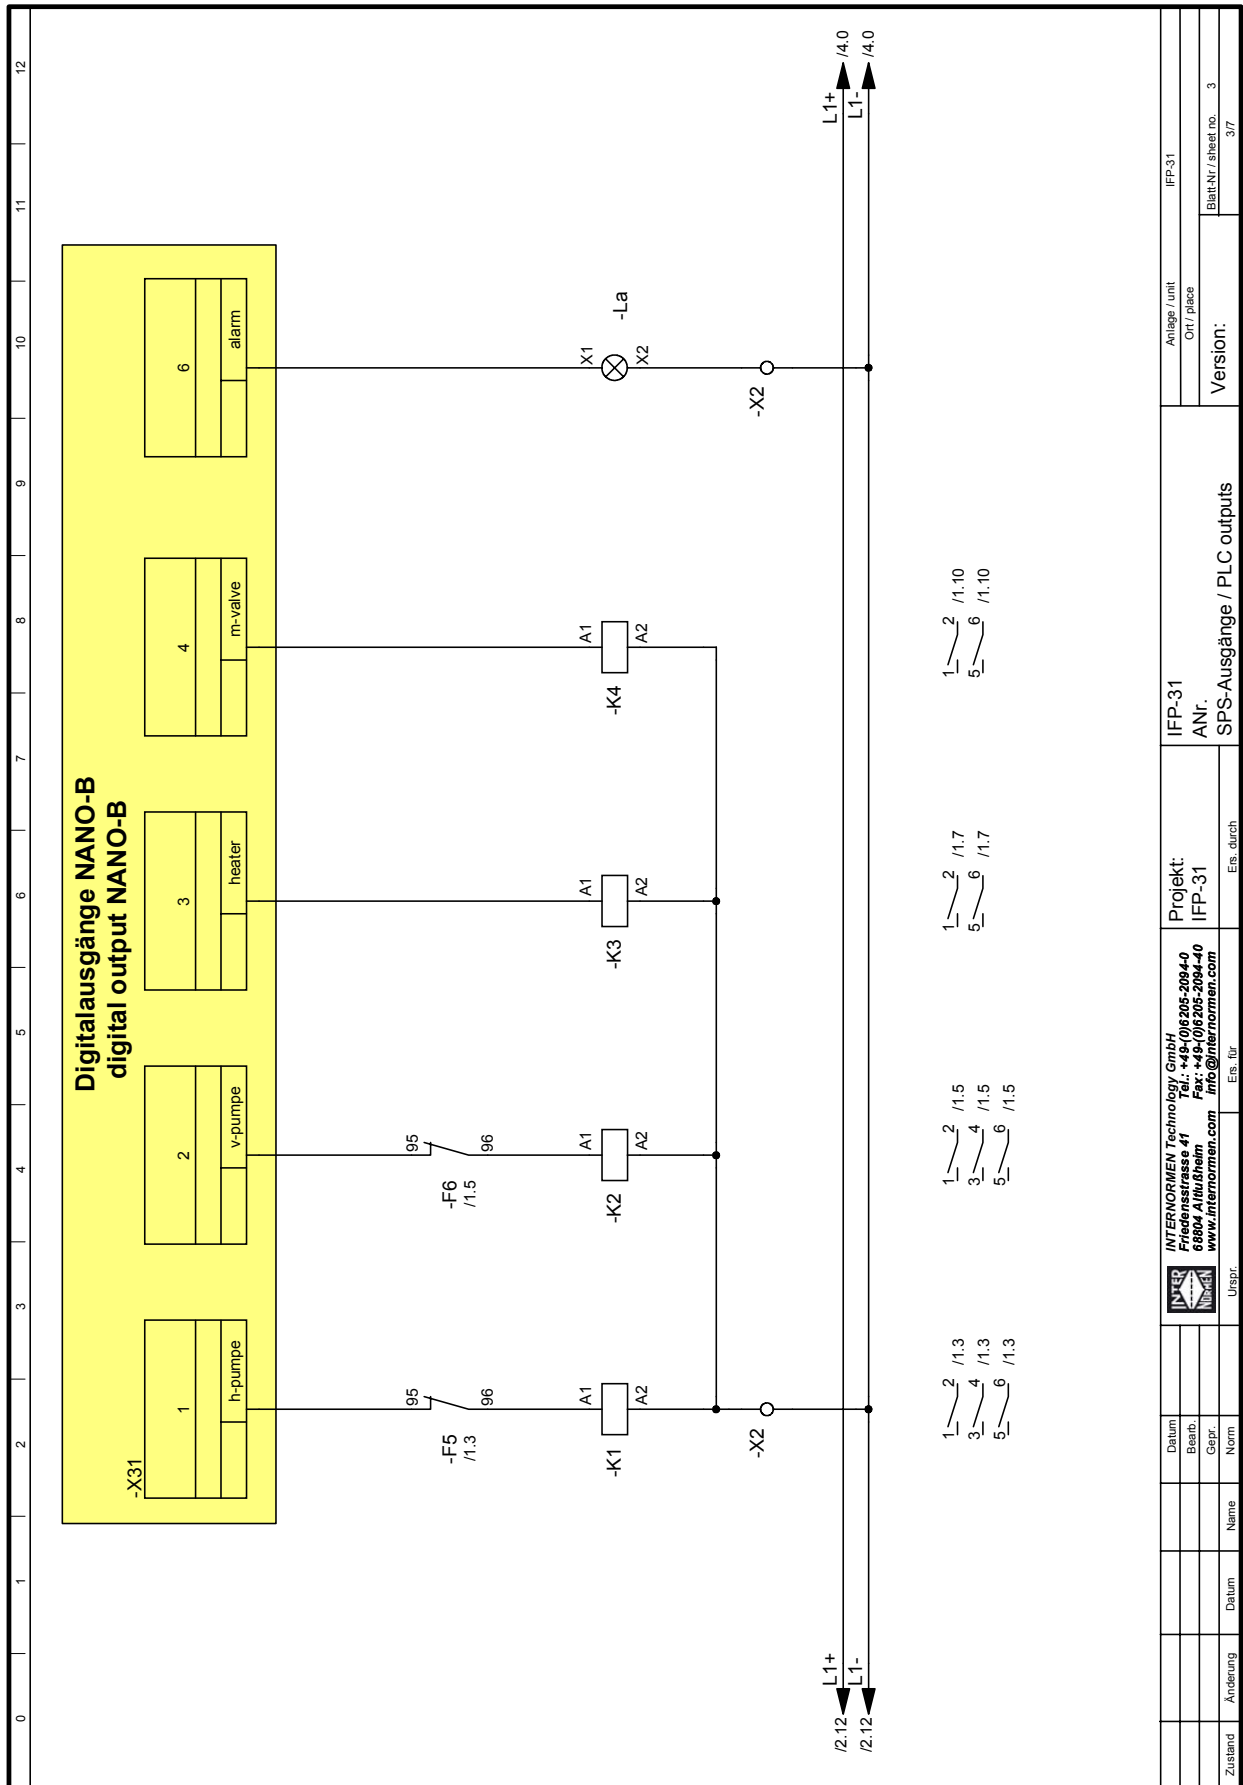 0 1 2 3 4 5 6 7 8 9 10 11 12
Digitalausgänge NANO-B
digital output NANO-B
-X31
1 2 3 4 6
h-pumpe v-pumpe heater m-valve alarm
95 95
-F5 -F6
/1.3 /1.5
96 96
A1 A1 A1 A1 X1
-K1 -K2 -K3 -K4 -La
A2 A2 A2 A2 X2
-X2 -X2
L1+ L1+
/2.12 /4.0
L1- L1-
/2.12 /4.0
1 2 /1.3 1 2 /1.5 1 2 /1.7 1 2 /1.10
3 4 /1.3 3 4 /1.5 5 6 /1.7 5 6 /1.10
5 6 /1.3 5 6 /1.5
Zustand Änderung Datum Name
Datum
Bearb.
Gepr.
Norm
INTER
NORMEN
INTERNORMEN Technology GmbH
Friedensstrasse 41 Tel.: +49-(0)6205-2094-0
68804 Altlußheim Fax: +49-(0)6205-2094-40
www.internormen.com info@internormen.com
Urspr. Ers. für Ers. durch
Projekt:
IFP-31
IFP-31
ANr.
SPS-Ausgänge / PLC outputs
Anlage / unit IFP-31
Ort / place
Version:
Blatt-Nr / sheet no. 3
3/7